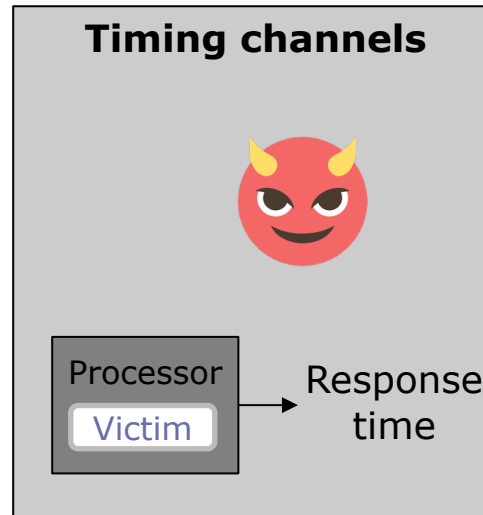 Timing channels
Processor
Victim
Response
time